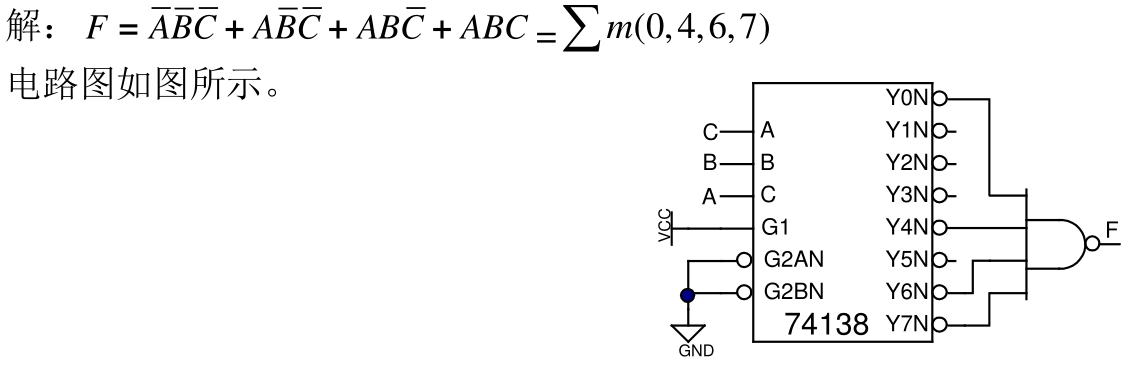 解： F = A̅B̅C̅ + AB̅C̅ + ABC̅ + ABC = ∑ m(0,4,6,7)
电路图如图所示。
Y0N
C A Y1N
B B Y2N
A C Y3N
VCC G1 Y4N F
G2AN Y5N
G2BN Y6N
74138 Y7N
GND